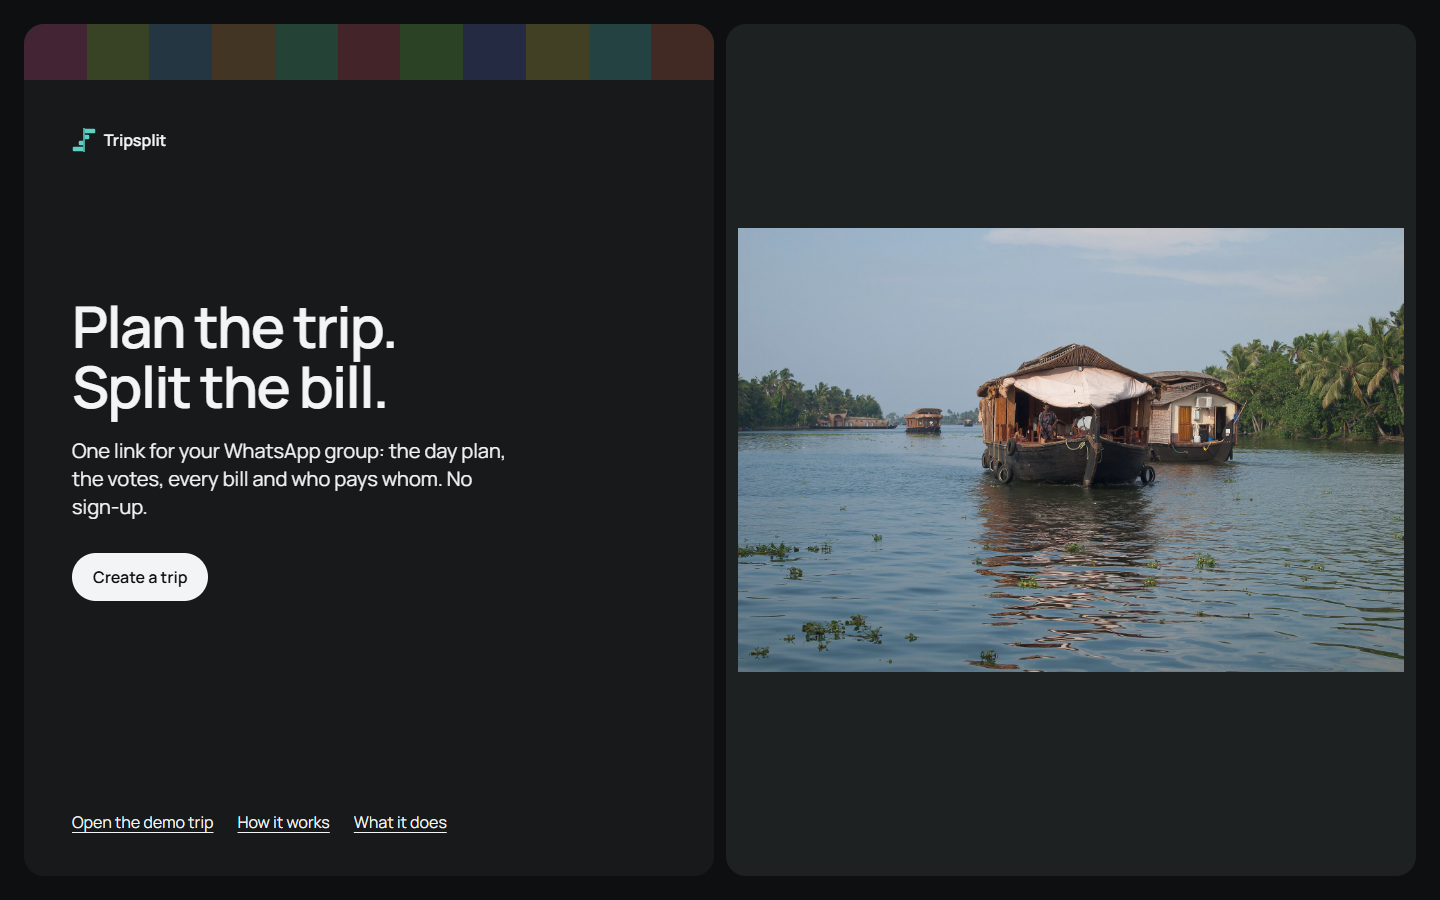 Tripsplit
Plan the trip.
Split the bill.
One link for your WhatsApp group: the day plan,
the votes, every bill and who pays whom. No
sign-up.
Create a trip
Open the demo trip
How it works
What it does